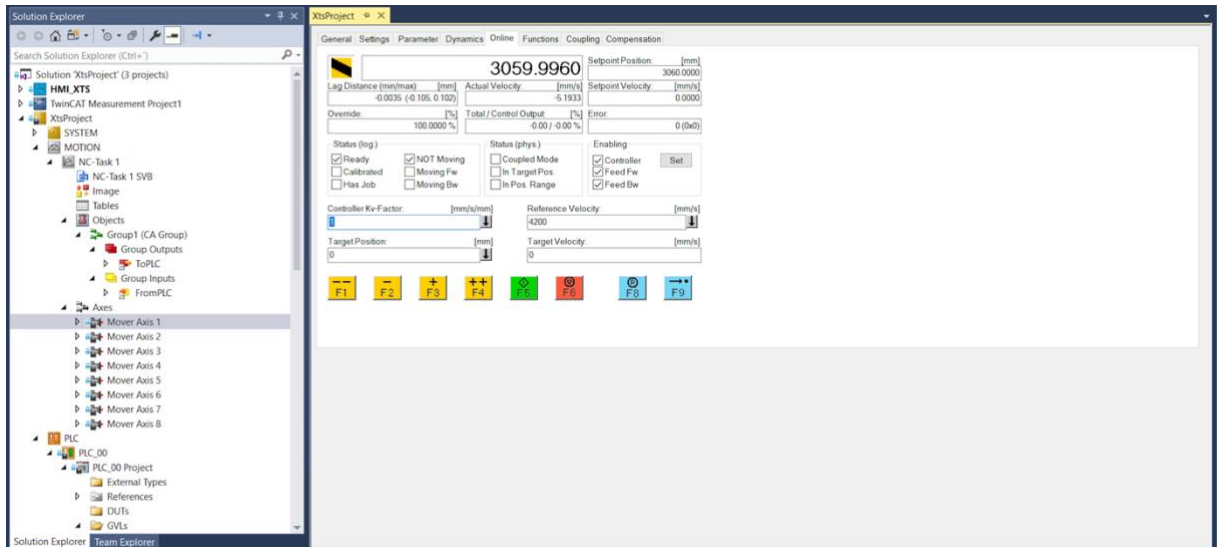 Solution Explorer
Search Solution Explorer (Ctrl+¨)
Solution 'XtsProject' (3 projects)
HMI_XTS
TwinCAT Measurement Project1
XtsProject
SYSTEM
MOTION
NC-Task 1
NC-Task 1 SVB
Image
Tables
Objects
Group1 (CA Group)
Group Outputs
ToPLC
Group Inputs
FromPLC
Axes
Mover Axis 1
Mover Axis 2
Mover Axis 3
Mover Axis 4
Mover Axis 5
Mover Axis 6
Mover Axis 7
Mover Axis 8
PLC
PLC_00
PLC_00 Project
External Types
References
DUTs
GVLs
Solution Explorer Team Explorer
XtsProject
General Settings Parameter Dynamics Online Functions Coupling Compensation
3059.9960
Setpoint Position: [mm]
3060.0000
Lag Distance (min/max): [mm] Actual Velocity: [mm/s] Setpoint Velocity: [mm/s]
-0.0035 (-0.105, 0.102) -5.1933 0.0000
Override: [%] Total / Control Output: [%] Error:
100.0000 % -0.00 / -0.00 % 0 (0x0)
Status (log.) Status (phys.) Enabling
Ready NOT Moving Coupled Mode Controller Set
Calibrated Moving Fw In Target Pos. Feed Fw
Has Job Moving Bw In Pos. Range Feed Bw
Controller Kv-Factor: [mm/s/mm] Reference Velocity: [mm/s]
1 4200
Target Position: [mm] Target Velocity: [mm/s]
0 0
-- - + ++ R
F1 F2 F3 F4 F5 F6 F8 F9